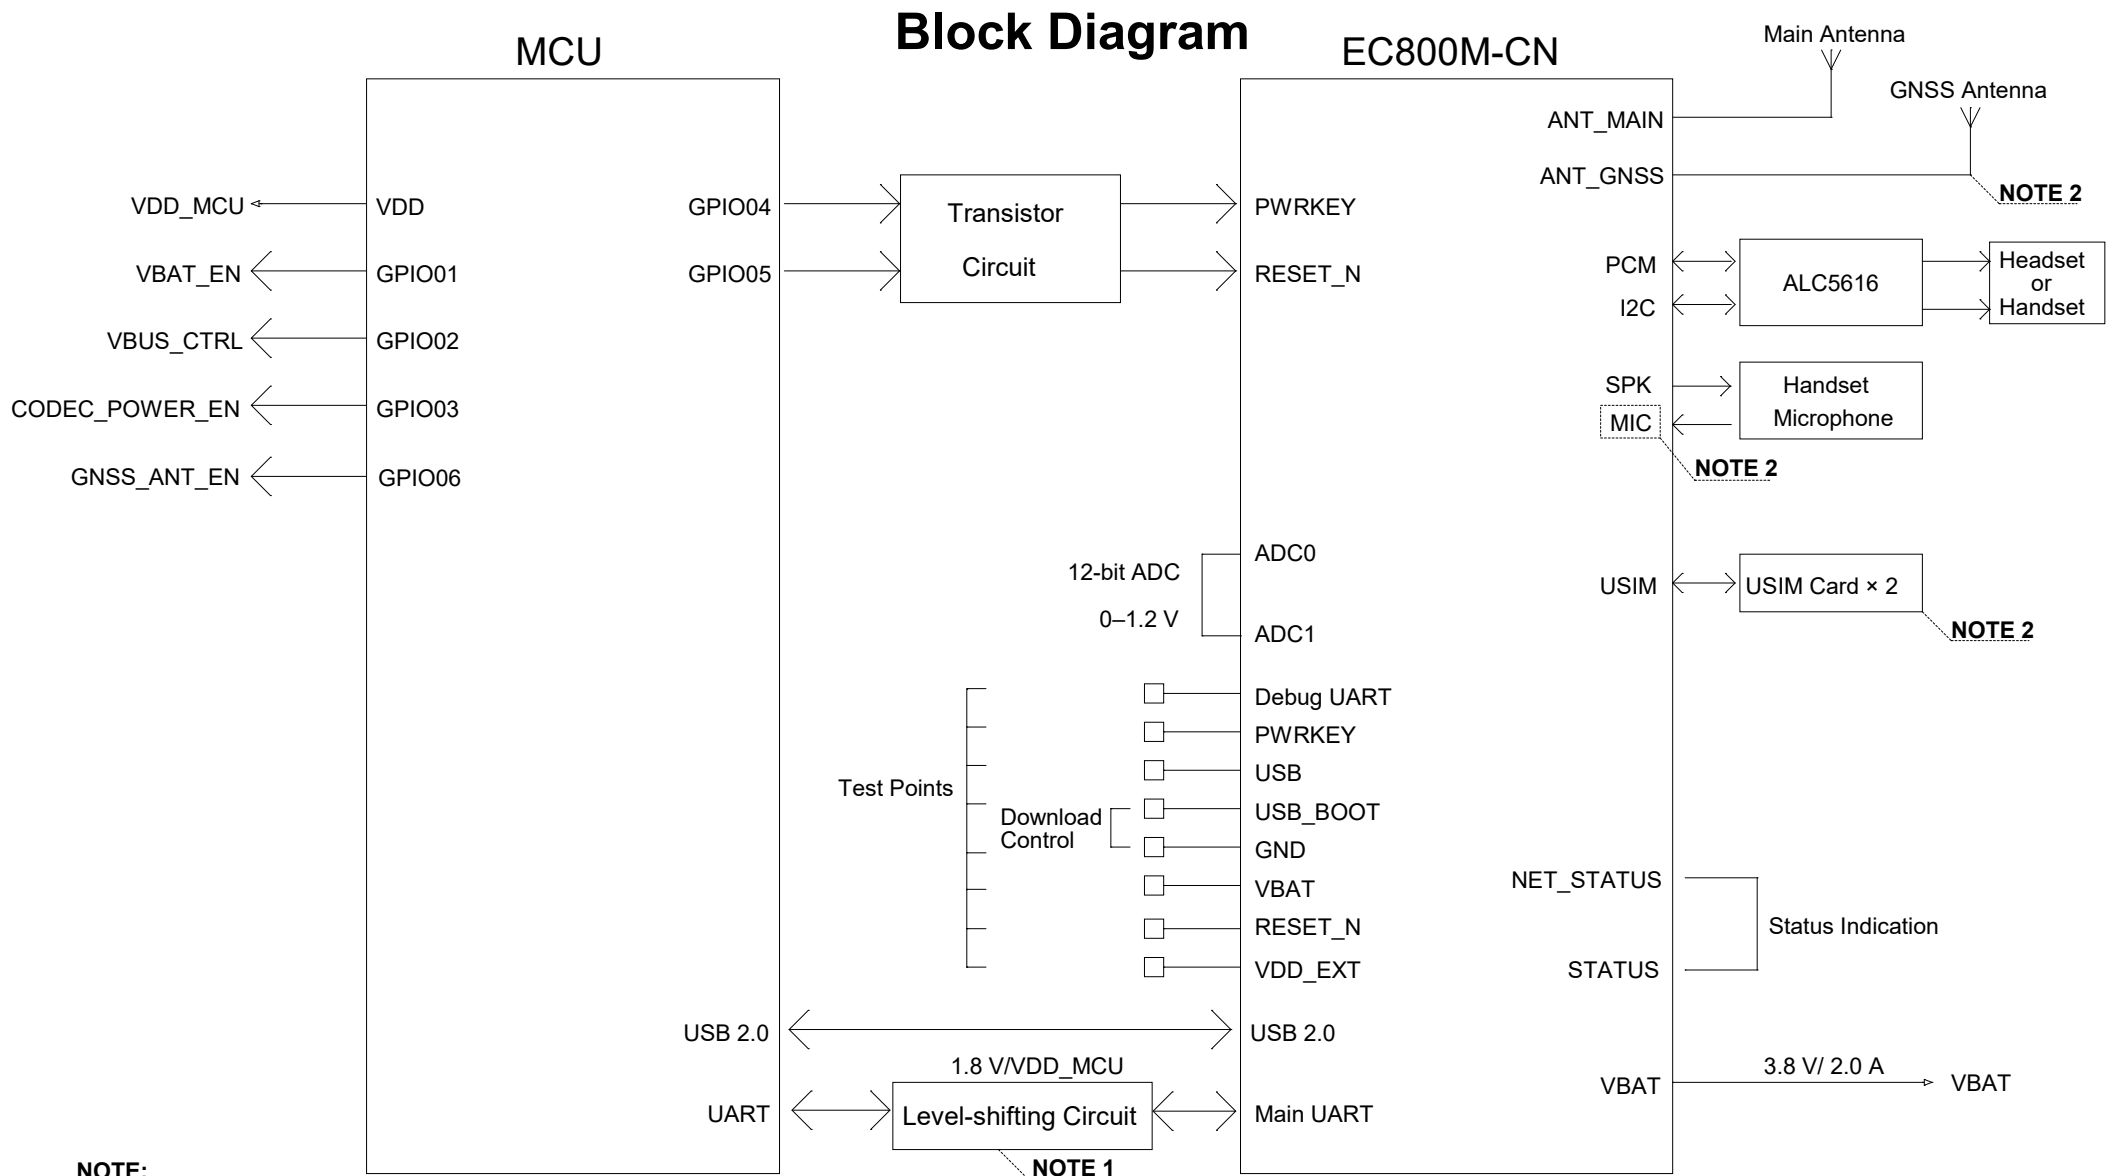 Block Diagram
MCU
EC800M-CN
Main Antenna
GNSS Antenna
VDD_MCU
VBAT_EN
VBUS_CTRL
CODEC_POWER_EN
GNSS_ANT_EN
VDD
GPIO01
GPIO02
GPIO03
GPIO06
GPIO04
GPIO05
USB 2.0
UART
Transistor
Circuit
PWRKEY
RESET_N
12-bit ADC
0–1.2 V
ADC0
ADC1
Test Points
Download
Control
Debug UART
PWRKEY
USB
USB_BOOT
GND
VBAT
RESET_N
VDD_EXT
USB 2.0
1.8 V/VDD_MCU
Level-shifting Circuit
NOTE 1
Main UART
ANT_MAIN
ANT_GNSS
NOTE 2
PCM
I2C
ALC5616
Headset
or
Handset
SPK
MIC
Handset
Microphone
NOTE 2
USIM
USIM Card × 2
NOTE 2
NET_STATUS
STATUS
Status Indication
VBAT
3.8 V/ 2.0 A
VBAT
NOTE: